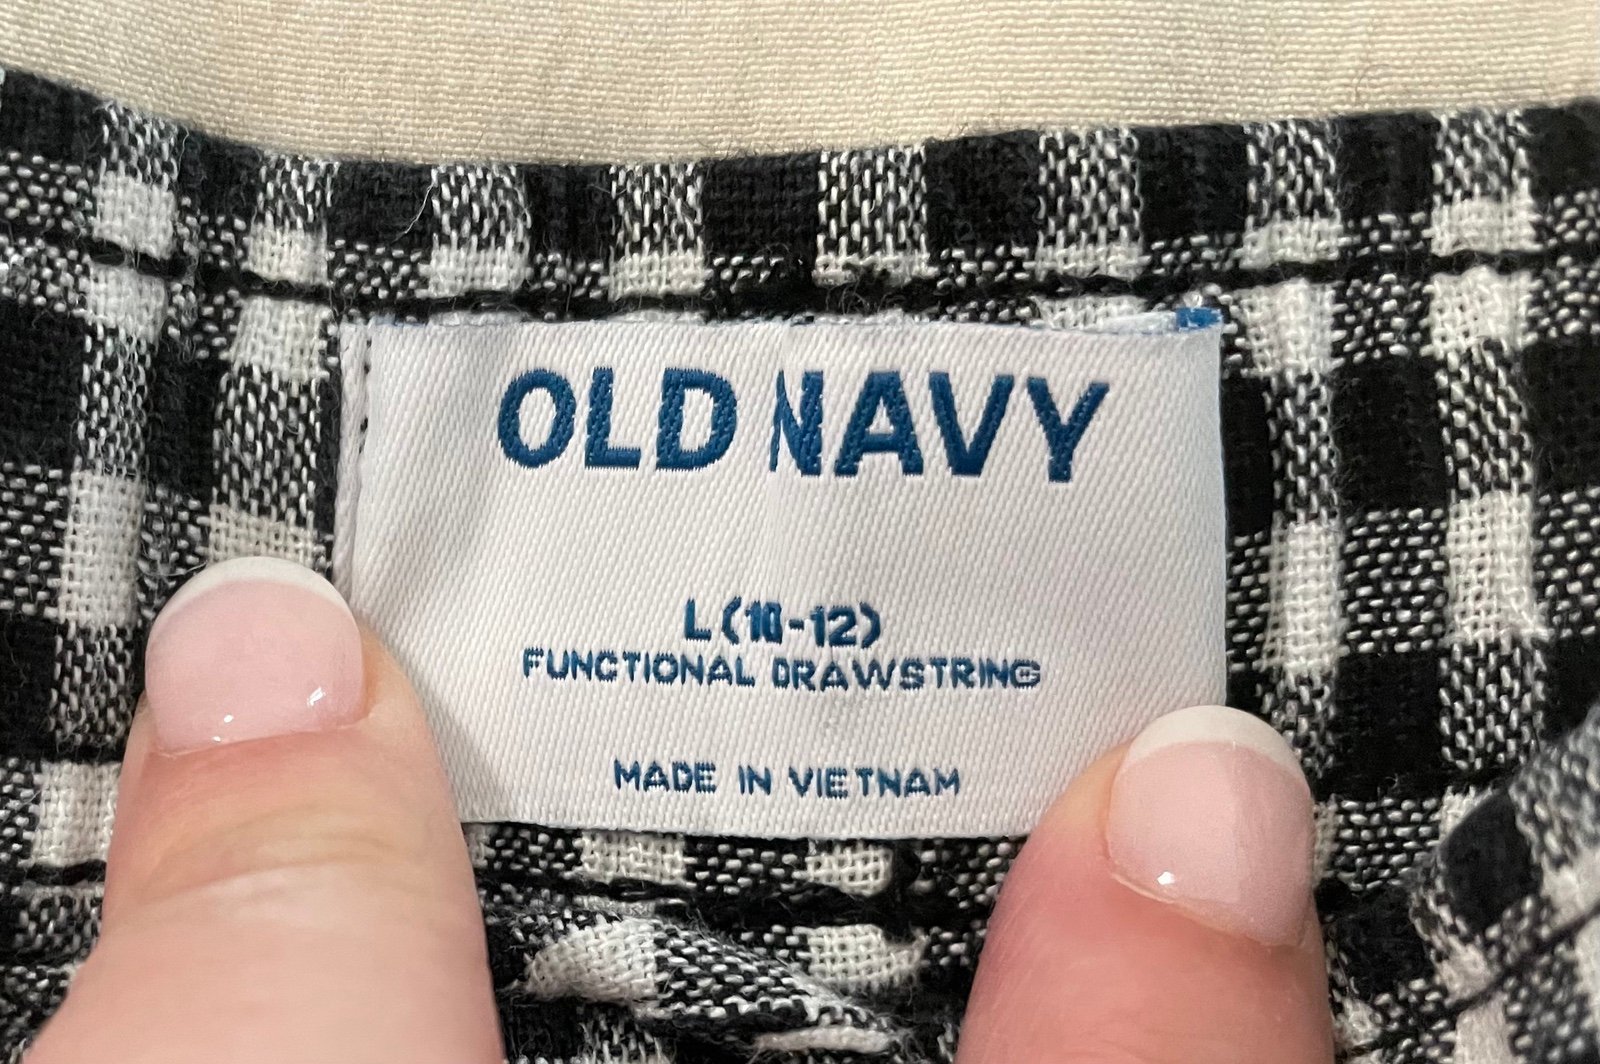 OLD NAVY
L (10-12)
FUNCTIONAL DRAWSTRING
MADE IN VIETNAM